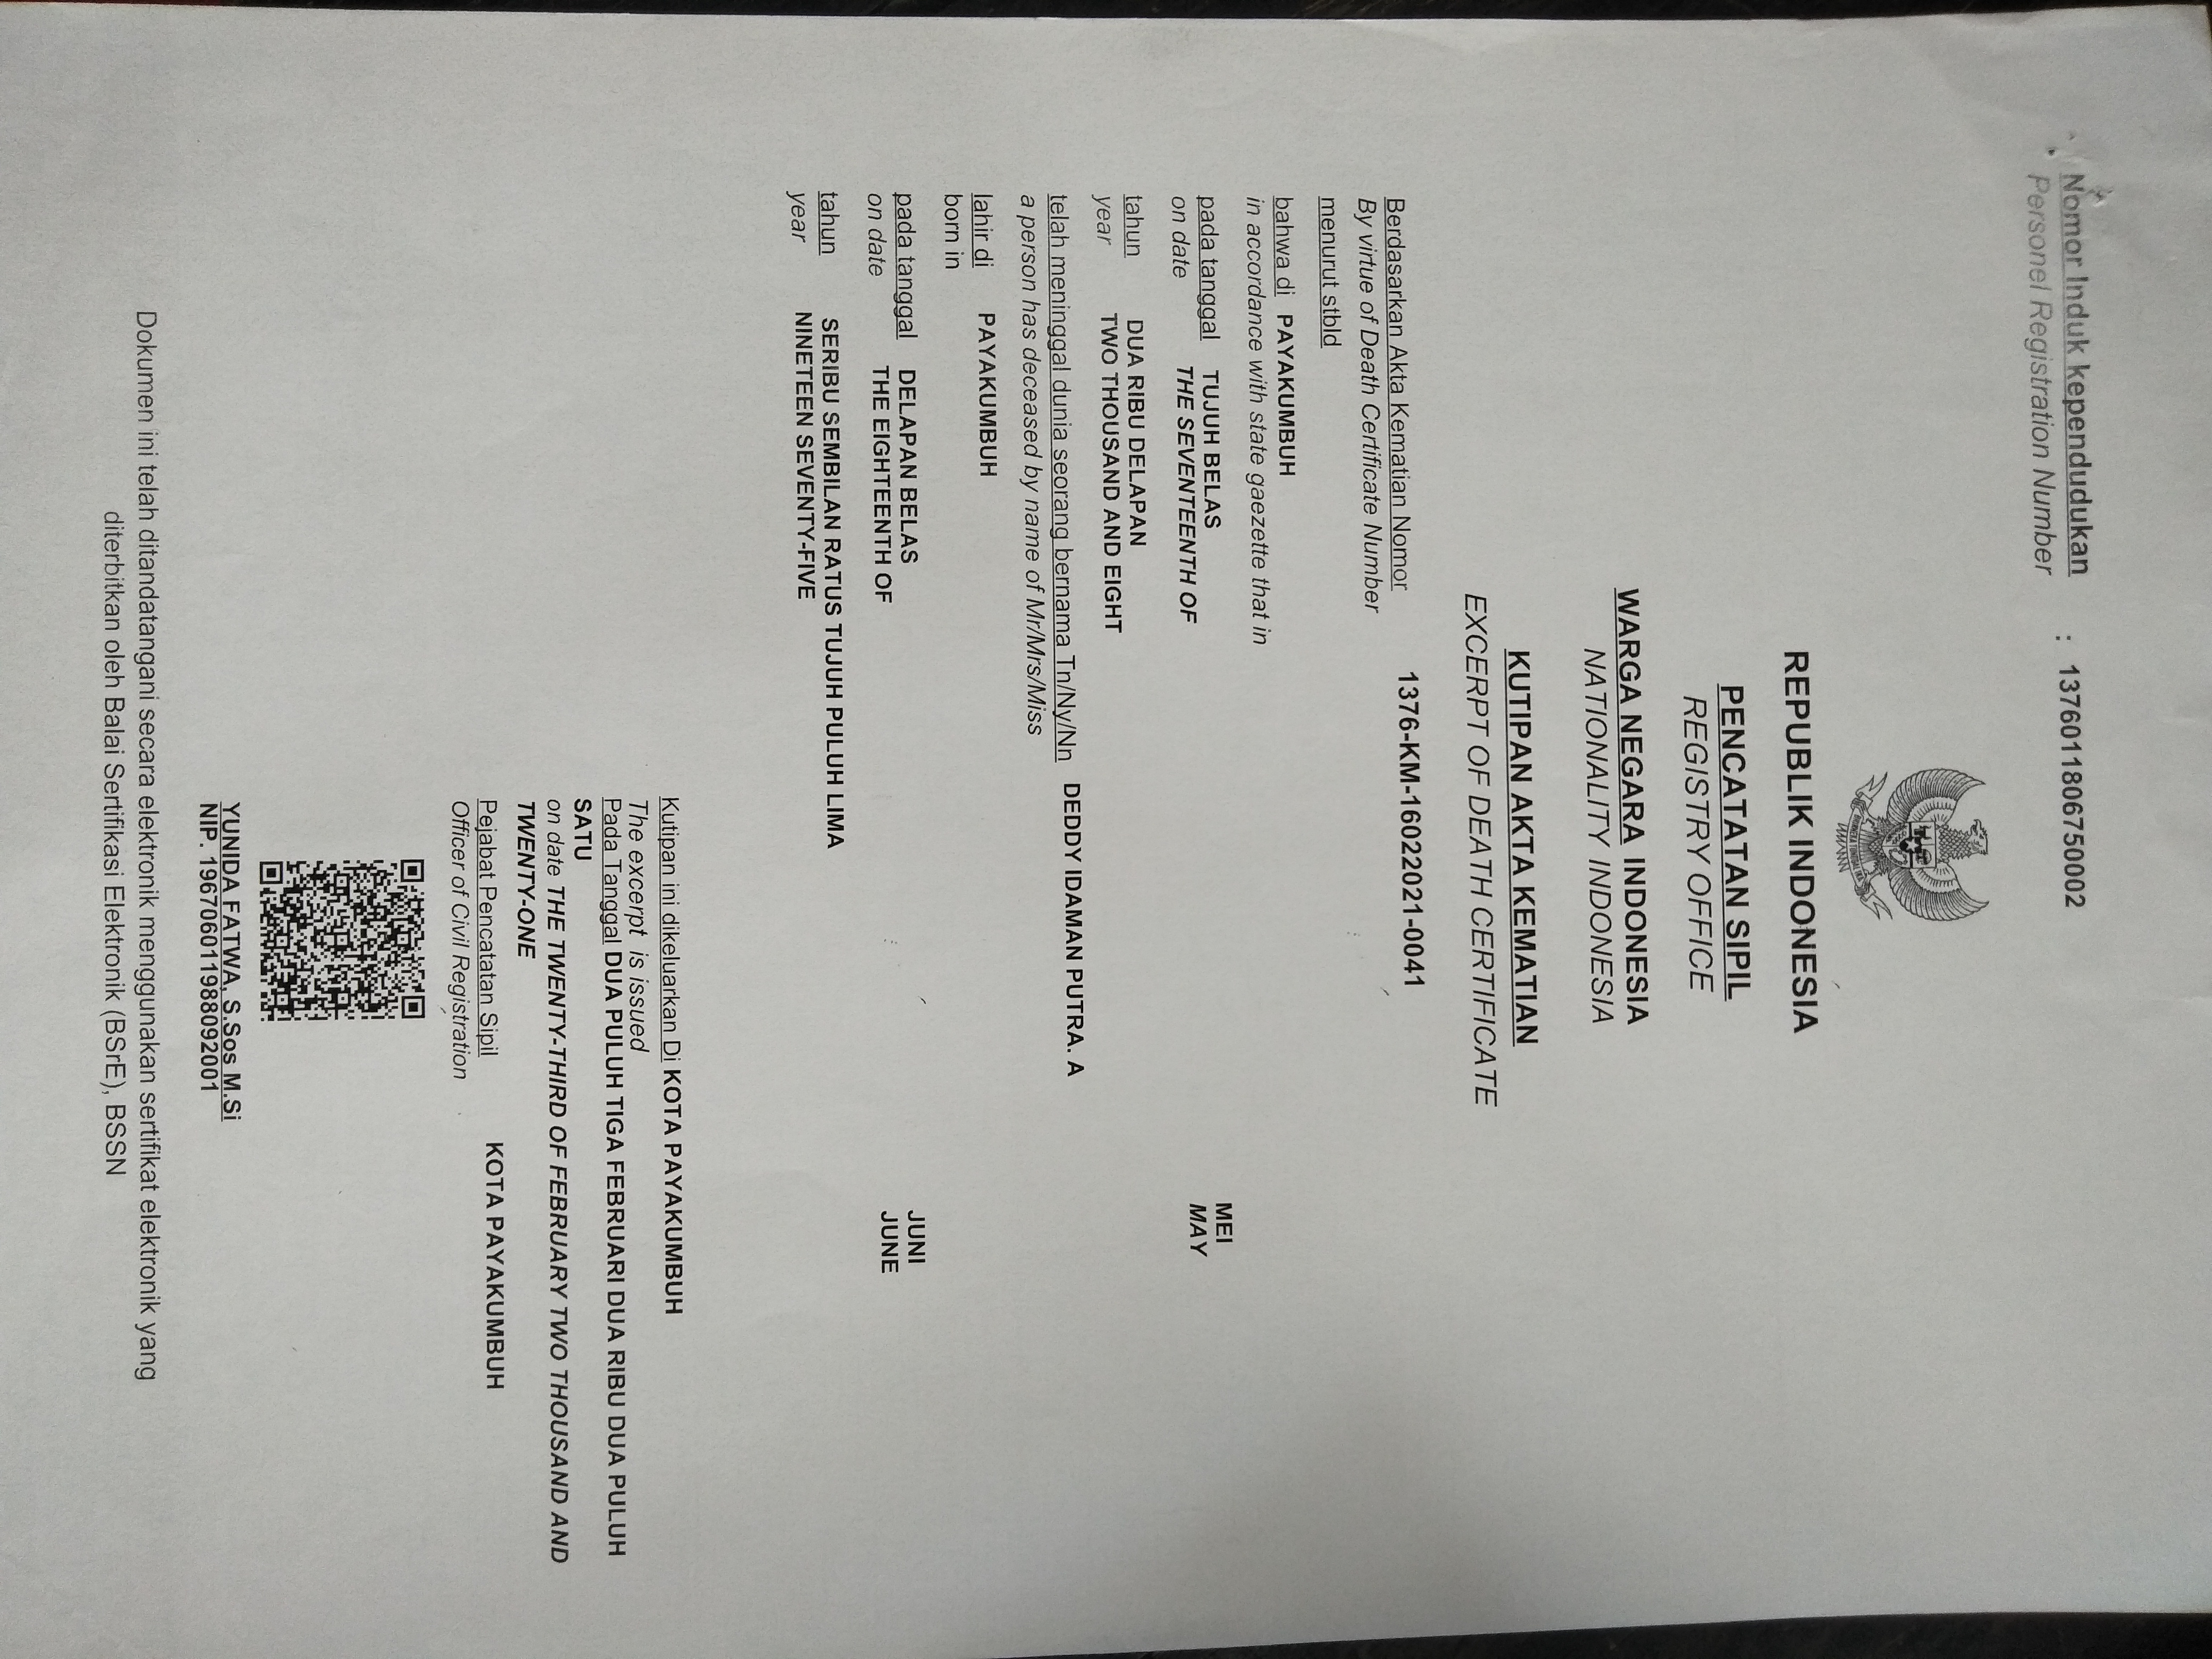 Nomor Induk kependudukan : 1376011806750002
Personel Registration Number
BHINNEKA TUNGGAL IKA
REPUBLIK INDONESIA
PENCATATAN SIPIL
REGISTRY OFFICE
WARGA NEGARA INDONESIA
NATIONALITY INDONESIA
KUTIPAN AKTA KEMATIAN
EXCERPT OF DEATH CERTIFICATE
Berdasarkan Akta Kematian Nomor 1376-KM-16022021-0041
By virtue of Death Certificate Number
menurut stbld
bahwa di PAYAKUMBUH
in accordance with state gaezette that in
pada tanggal TUJUH BELAS MEI
on date THE SEVENTEENTH OF MAY
tahun DUA RIBU DELAPAN
year TWO THOUSAND AND EIGHT
telah meninggal dunia seorang bernama Tn/Ny/Nn DEDDY IDAMAN PUTRA. A
a person has deceased by name of Mr/Mrs/Miss
lahir di PAYAKUMBUH
born in
pada tanggal DELAPAN BELAS JUNI
on date THE EIGHTEENTH OF JUNE
tahun SERIBU SEMBILAN RATUS TUJUH PULUH LIMA
year NINETEEN SEVENTY-FIVE
Kutipan ini dikeluarkan Di KOTA PAYAKUMBUH
The excerpt is issued
Pada Tanggal DUA PULUH TIGA FEBRUARI DUA RIBU DUA PULUH
SATU
on date THE TWENTY-THIRD OF FEBRUARY TWO THOUSAND AND
TWENTY-ONE
Pejabat Pencatatan Sipil KOTA PAYAKUMBUH
Officer of Civil Registration
YUNIDA FATWA, S.Sos M.Si
NIP. 196706011988092001
Dokumen ini telah ditandatangani secara elektronik menggunakan sertifikat elektronik yang
diterbitkan oleh Balai Sertifikasi Elektronik (BSrE), BSSN